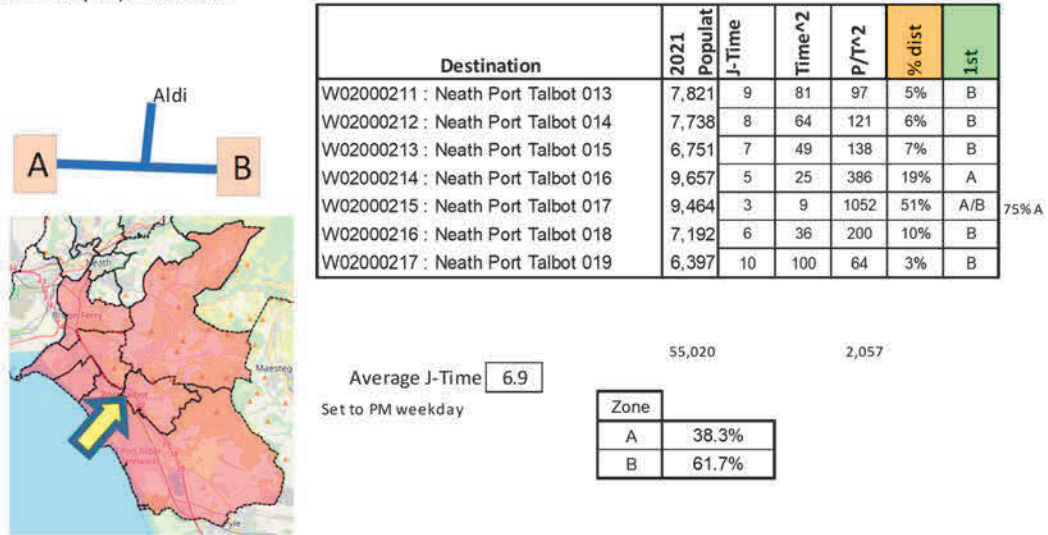 Aldi
A
B
Destination 2021 Populat J-Time Time^2 P/T^2 % dist 1st
W02000211 : Neath Port Talbot 013 7,821 9 81 97 5% B
W02000212 : Neath Port Talbot 014 7,738 8 64 121 6% B
W02000213 : Neath Port Talbot 015 6,751 7 49 138 7% B
W02000214 : Neath Port Talbot 016 9,657 5 25 386 19% A
W02000215 : Neath Port Talbot 017 9,464 3 9 1052 51% A/B 75% A
W02000216 : Neath Port Talbot 018 7,192 6 36 200 10% B
W02000217 : Neath Port Talbot 019 6,397 10 100 64 3% B
55,020 2,057
Average J-Time 6.9
Set to PM weekday
Zone
A 38.3%
B 61.7%
Neath
Briton Ferry
Maesteg